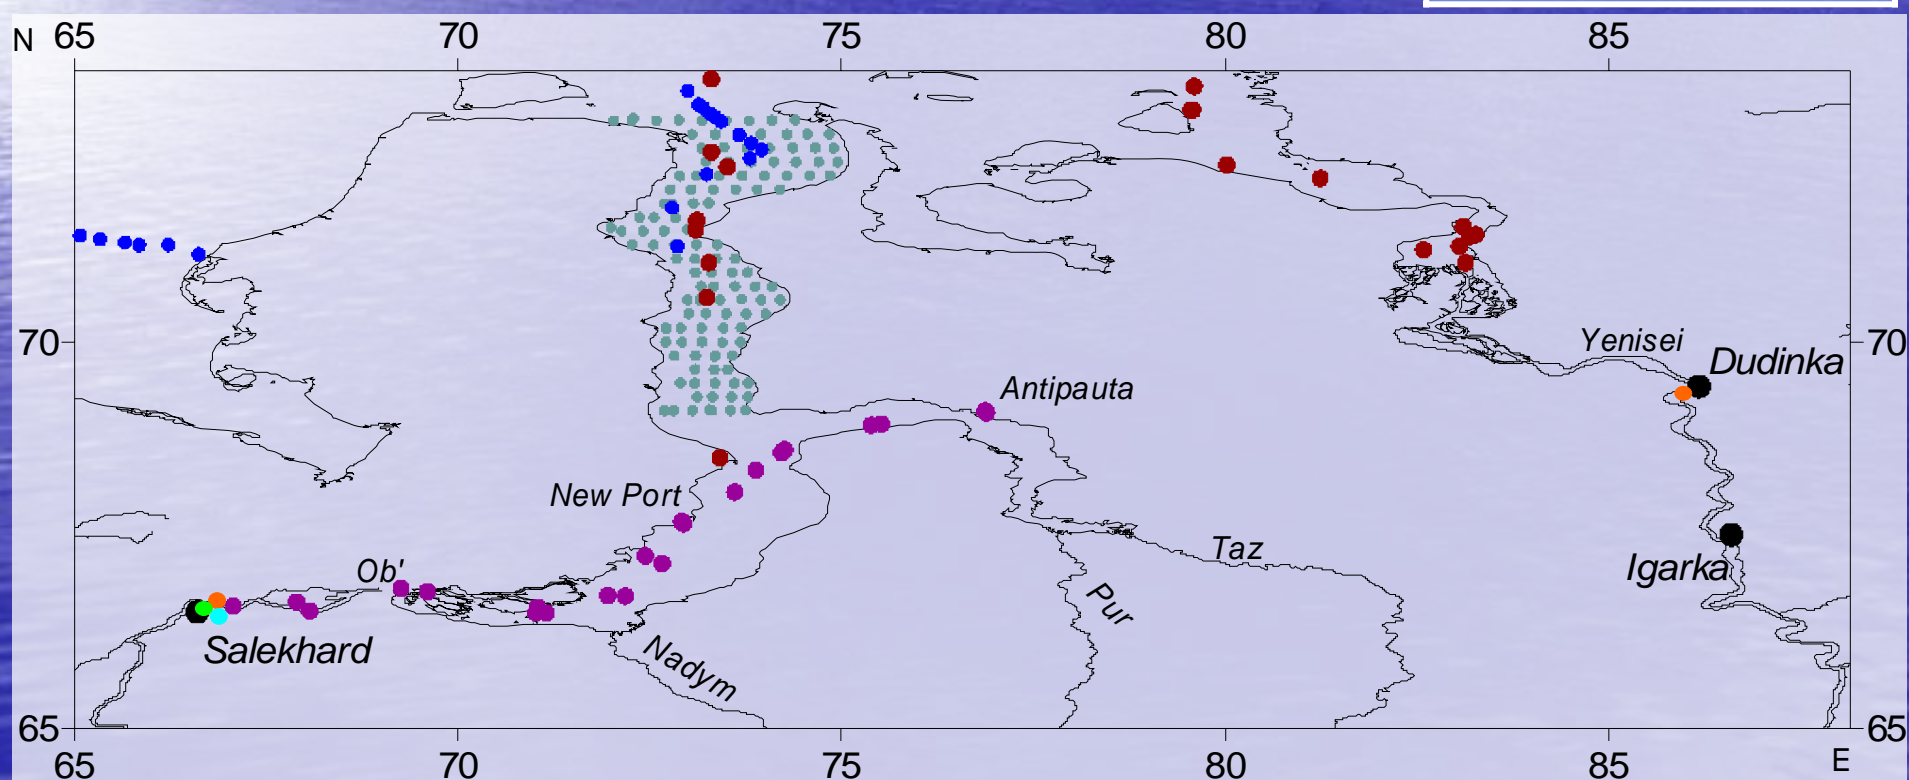 N 65 70 75 80 85
70 70
Yenisei
Dudinka
Antipauta
New Port
Ob'
Taz
Igarka
Pur
Salekhard
Nadym
65 65
65 70 75 80 85 E